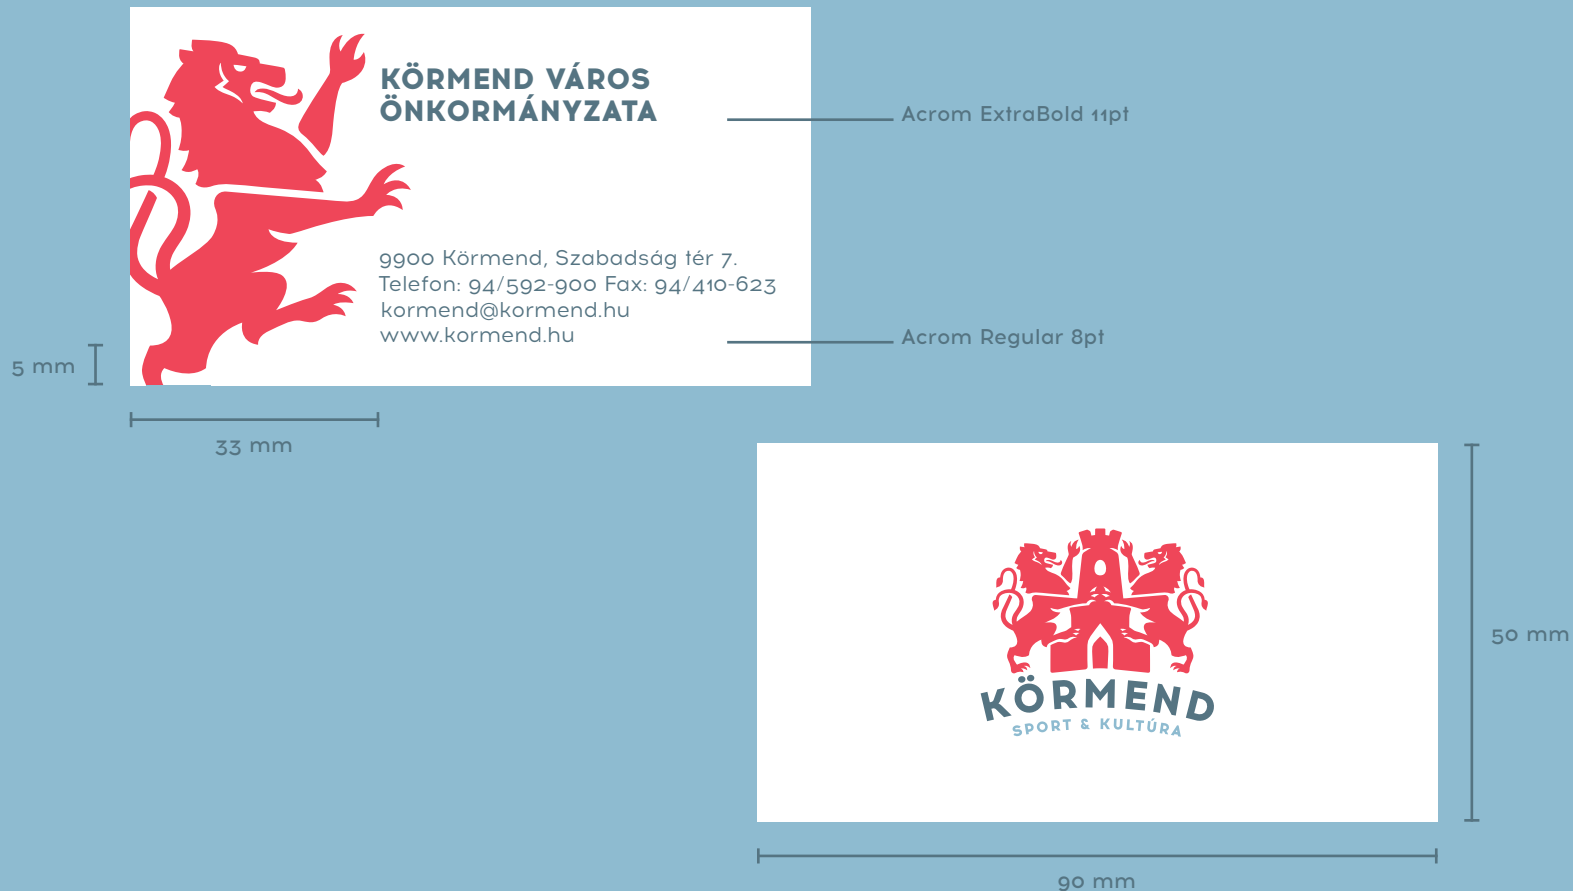 KÖRMEND VÁROS
ÖNKORMÁNYZATA
Acrom ExtraBold 11pt
9900 Körmend, Szabadság tér 7.
Telefon: 94/592-900 Fax: 94/410-623
kormend@kormend.hu
www.kormend.hu
Acrom Regular 8pt
5 mm
33 mm
50 mm
KÖRMEND
SPORT & KULTÚRA
90 mm